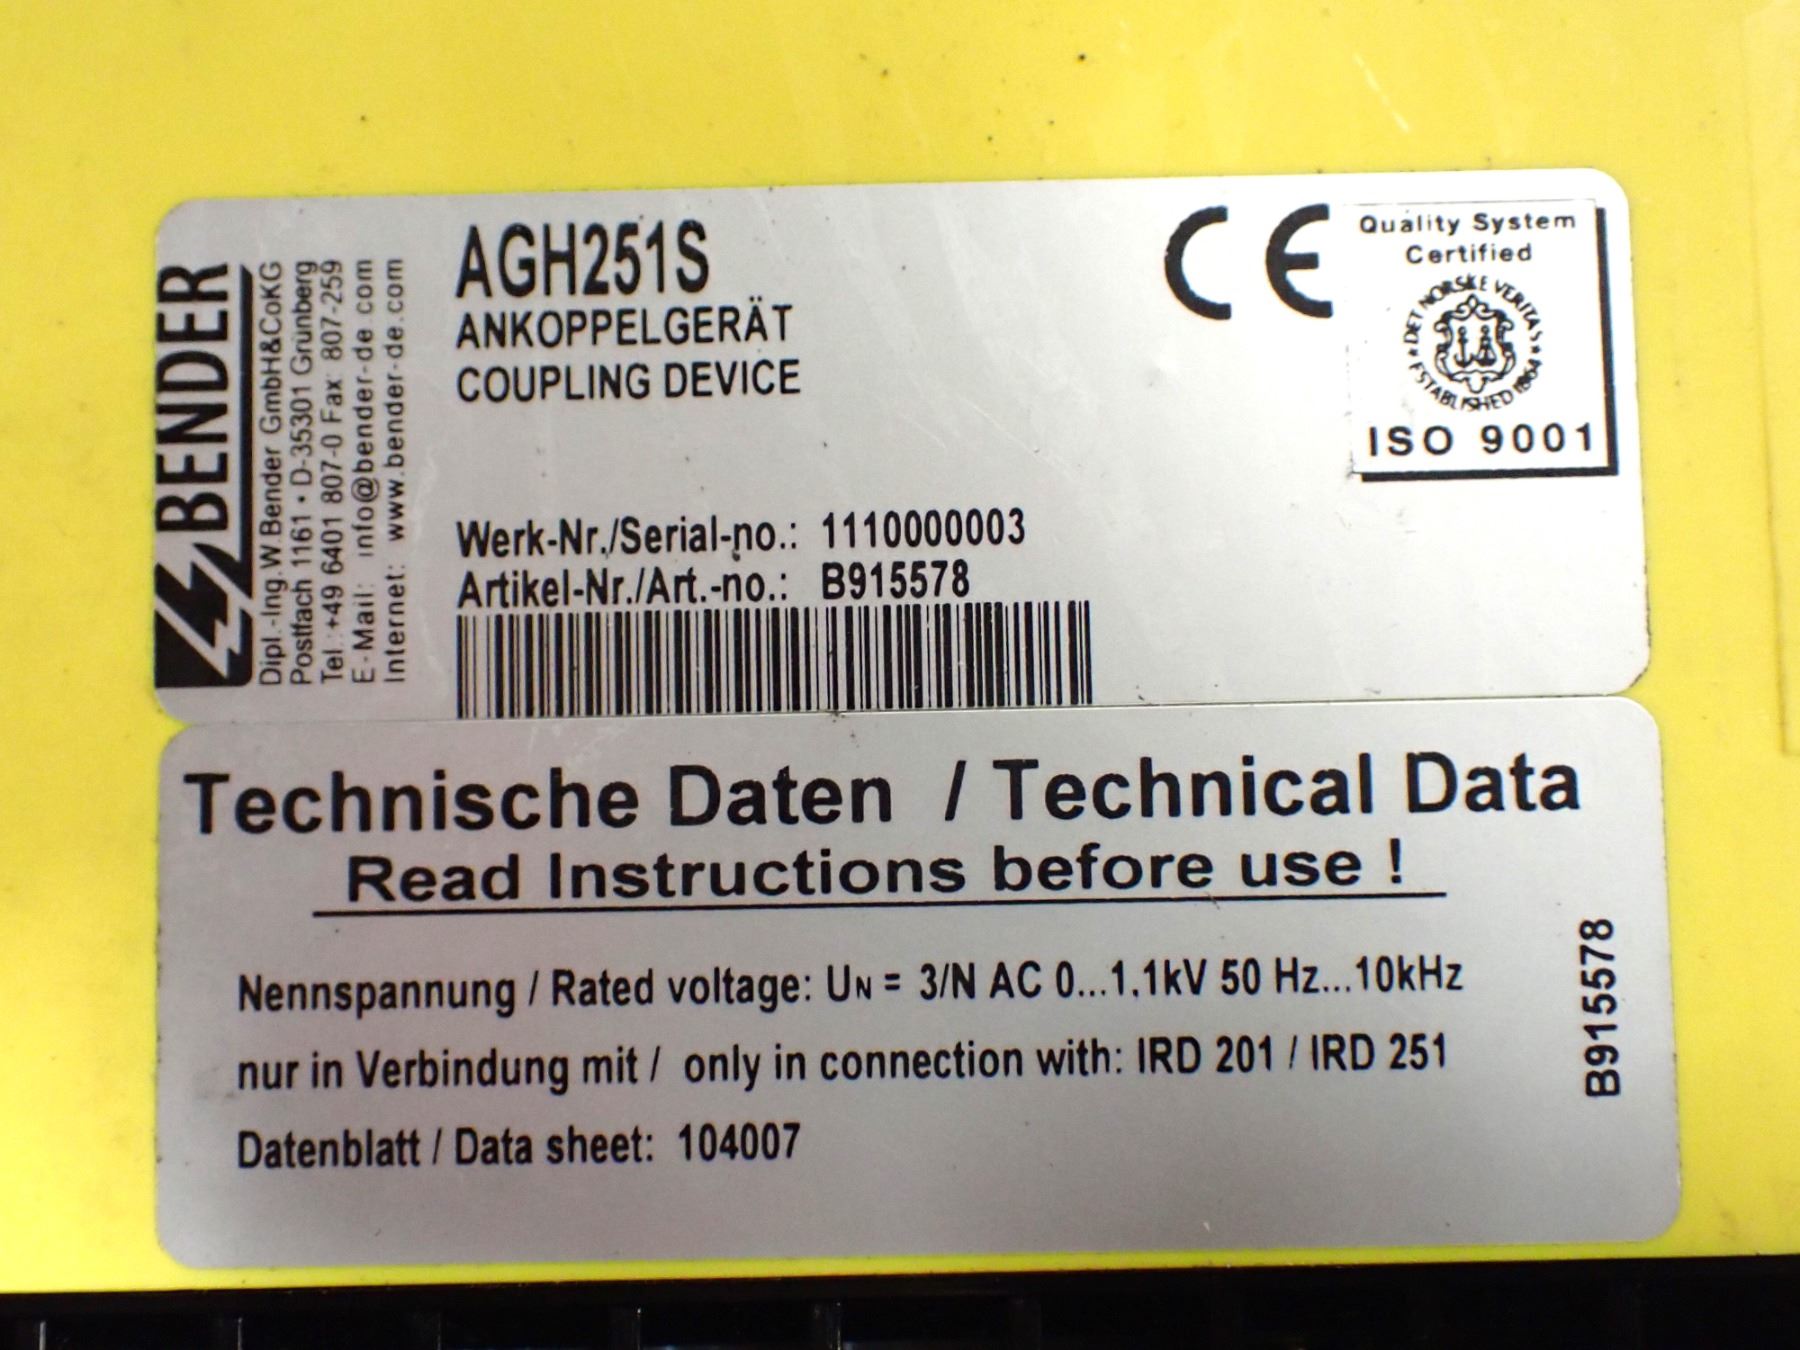 BENDER
Dipl.-Ing.W.Bender GmbH&CoKG
Postfach 1161 • D-35301 Grünberg
Tel.:+49 6401 807-0 Fax: 807-259
E-Mail: info@bender-de.com
Internet: www.bender-de.com
AGH251S
ANKOPPELGERÄT
COUPLING DEVICE
Werk-Nr./Serial-no.: 1110000003
Artikel-Nr./Art.-no.: B915578
CE
Quality System
Certified
★ DET NORSKE VERITAS ★
ESTABLISHED 1864
ISO 9001
Technische Daten / Technical Data
Read Instructions before use !
Nennspannung / Rated voltage: UN = 3/N AC 0...1.1kV 50 Hz...10kHz
nur in Verbindung mit / only in connection with: IRD 201 / IRD 251
Datenblatt / Data sheet: 104007
B915578